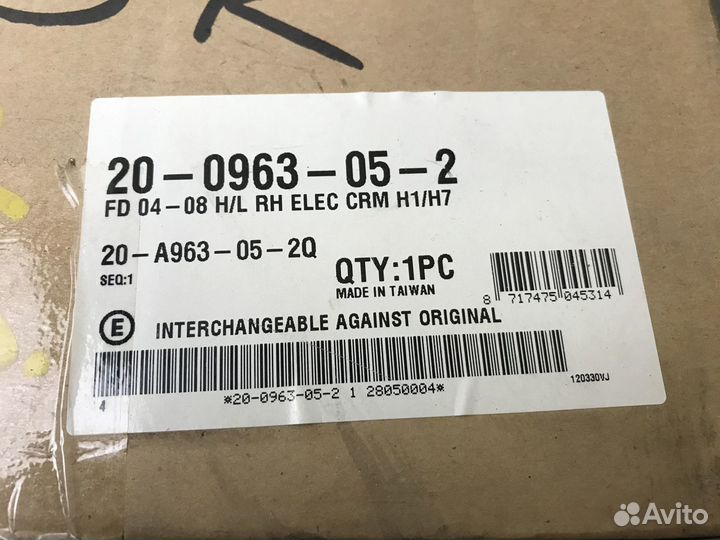 20-0963-05-2
FD 04-08 H/L RH ELEC CRM H1/H7
20-A963-05-2Q
SEQ:1
QTY:1PC
MADE IN TAIWAN
8 717475 045314
E INTERCHANGEABLE AGAINST ORIGINAL
4
*20-0963-05-2 1 28050004*
120330VJ
Avito